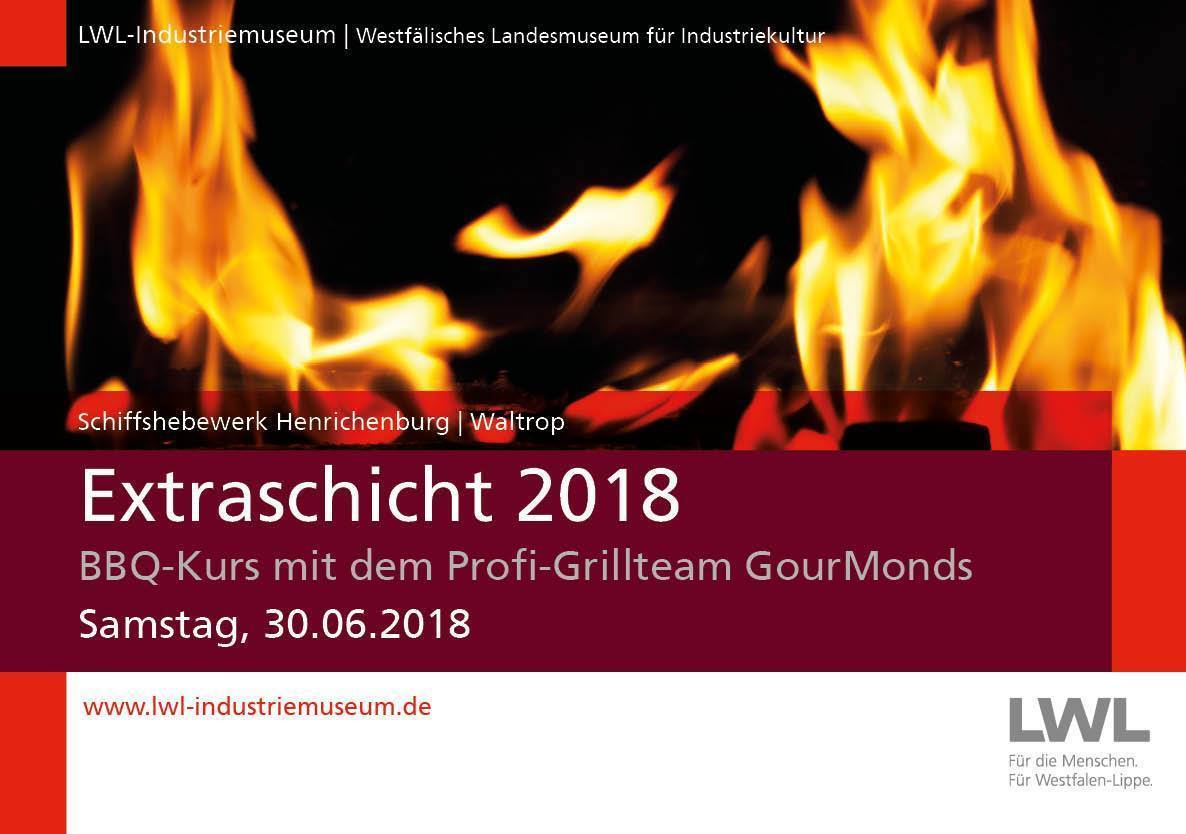 LWL-Industriemuseum | Westfälisches Landesmuseum für Industriekultur
Schiffshebewerk Henrichenburg | Waltrop
Extraschicht 2018
BBQ-Kurs mit dem Profi-Grillteam GourMonds
Samstag, 30.06.2018
www.lwl-industriemuseum.de
LWL
Für die Menschen.
Für Westfalen-Lippe.